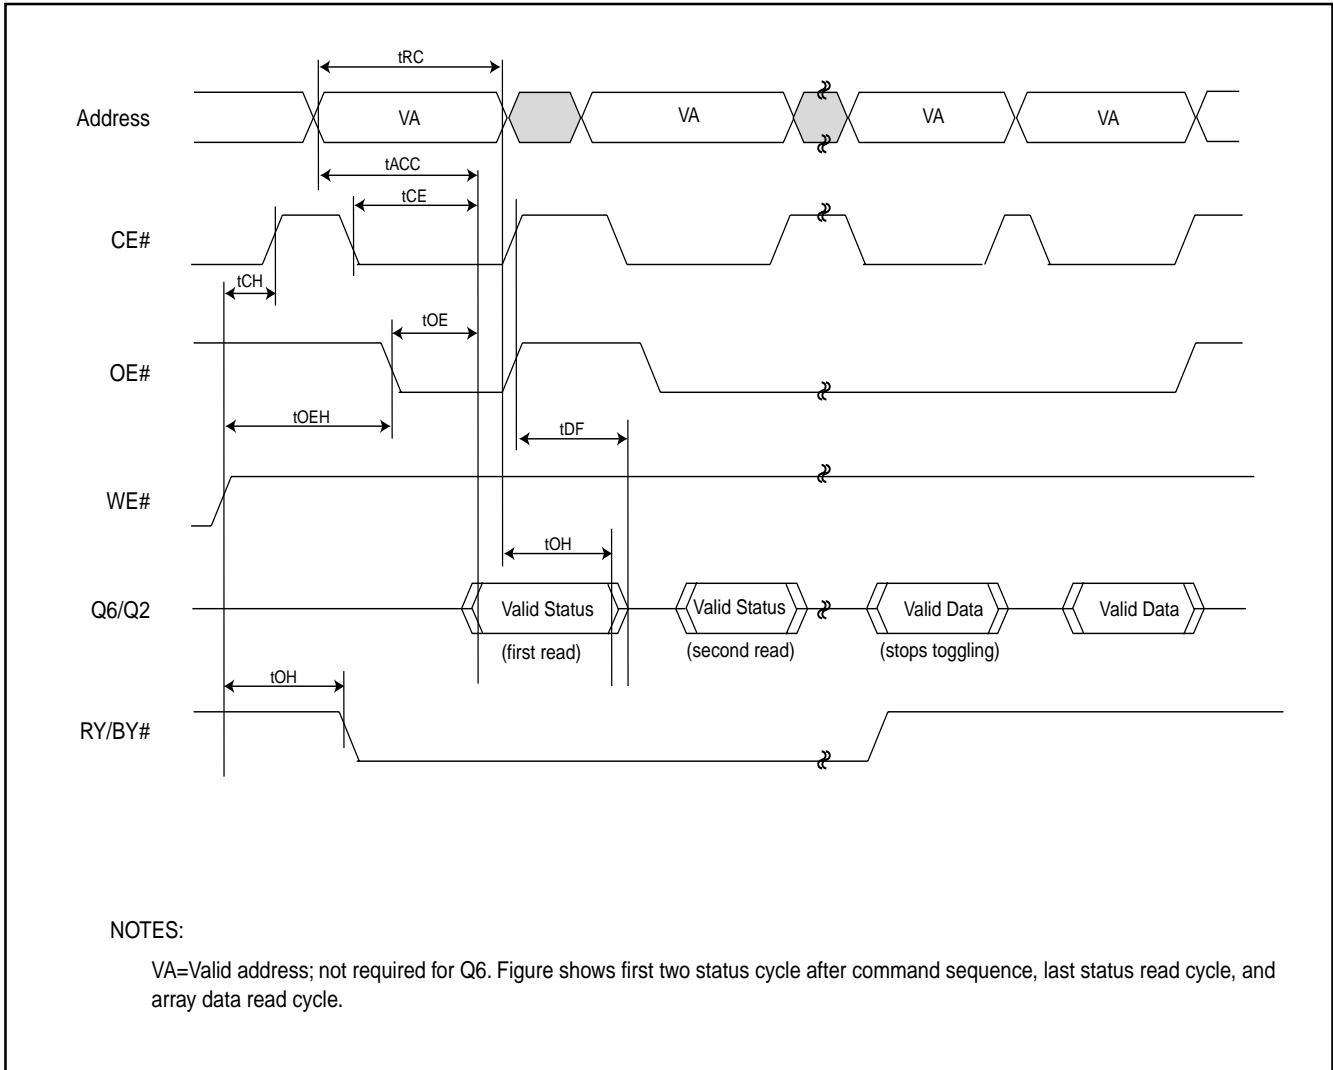 tRC
Address
VA
VA
VA
VA
tACC
tCE
CE#
tCH
tOE
OE#
tOEH
tDF
WE#
tOH
Q6/Q2
Valid Status
Valid Status
Valid Data
Valid Data
(first read)
(second read)
(stops toggling)
tOH
RY/BY#
NOTES:
VA=Valid address; not required for Q6. Figure shows first two status cycle after command sequence, last status read cycle, and
array data read cycle.